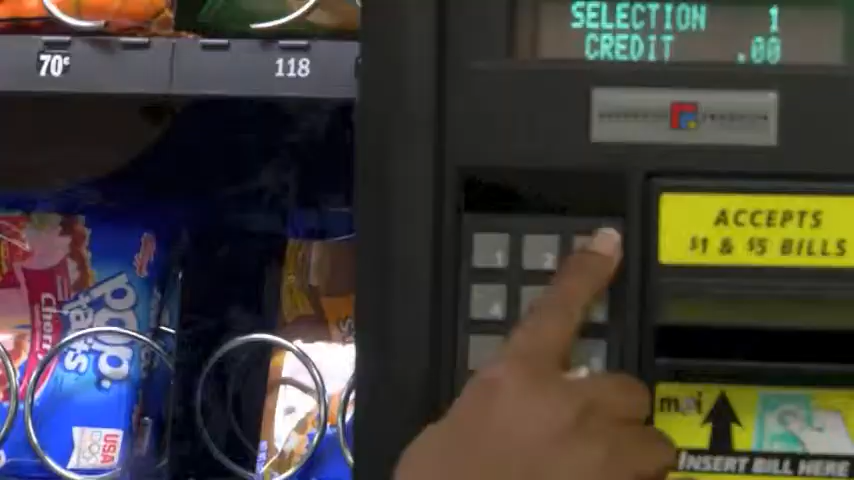 SELECTION 1
CREDIT .00
70¢
118
ACCEPTS
$1 & $5 BILLS
1
2
4
Cherry
pop.
tarts
USA
mei
INSERT BILL HERE